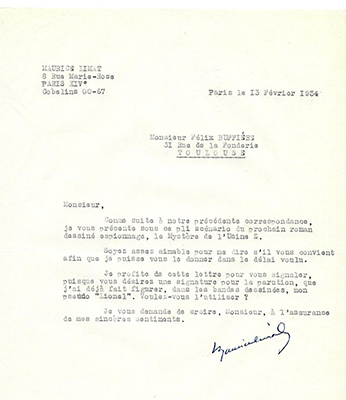 MAURICE LIMAT
8 Rue Marie-Rose
PARIS XIV°
Gobelins 00-67
Paris le 13 Février 1934
Monsieur Félix
31 Rue de la Fonderie
TOULOUSE
Monsieur,
Comme suite à notre précédente correspondance,
je vous présente sous ce pli scénario du prochain roman
dessiné espionnage, le Mystère de l'Usine Z.
Soyez assez aimable pour me dire s'il vous convient
afin que je puisse vous le donner dans le délai voulu.
Je profite de cette lettre pour vous signaler,
puisque vous désirez une signature pour la parution, que
j'ai déjà fait figurer, dans les bandes dessinées, mon
pseudo "Lionel". Voulez-vous l'utiliser ?
Je vous demande de croire, Monsieur, à l'assurance
de mes sincères sentiments.